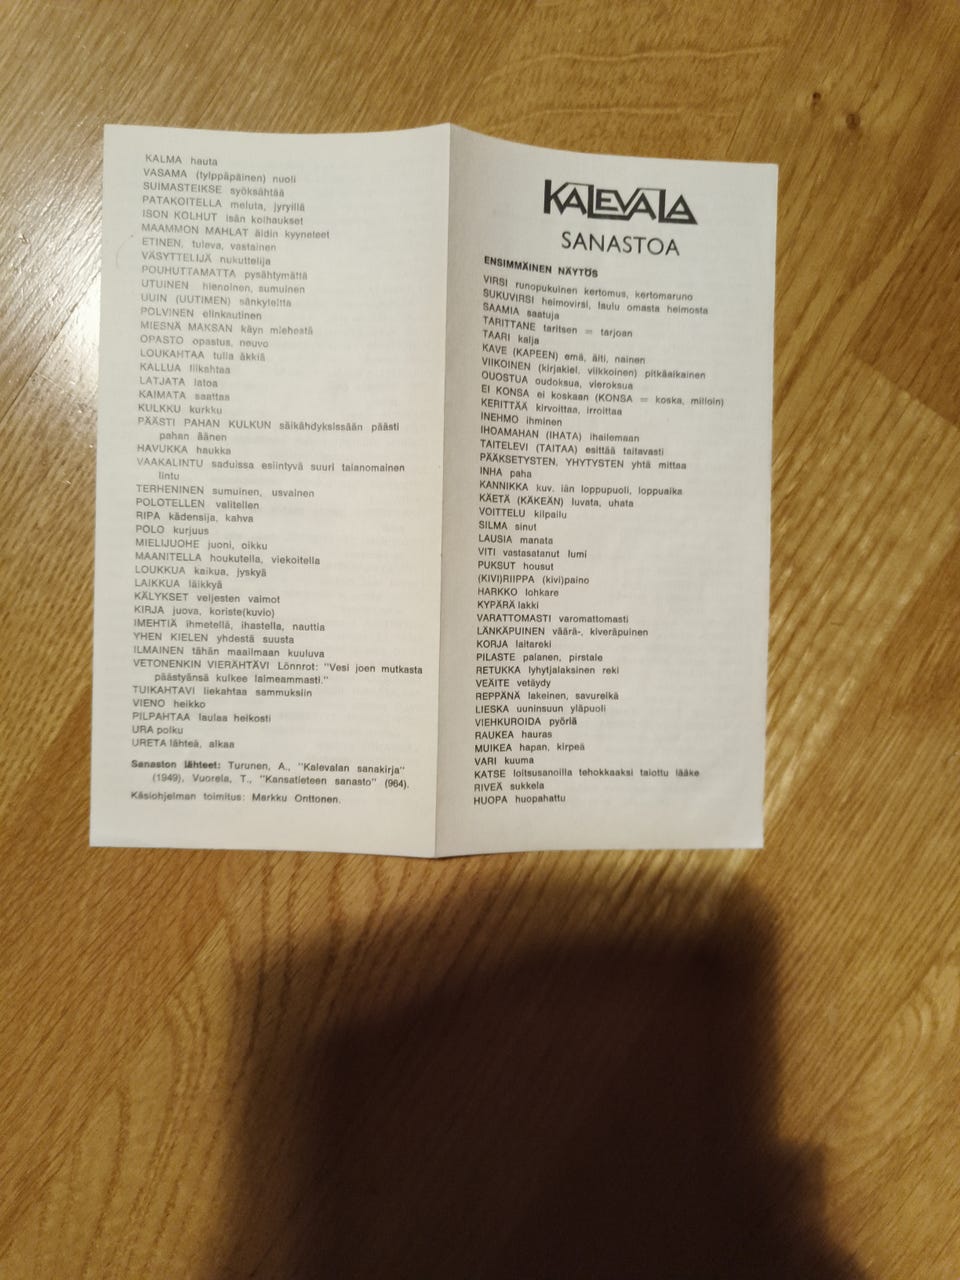 KALMA hauta
VASAMA (tylppäpäinen) nuoli
SUIMASTEIKSE syöksähtää
PATAKOITELLA meluta, jyryillä
ISON KOLHUT isän kolhaukset
MAAMMON MAHLAT äidin kyyneleet
ETINEN, tuleva, vastainen
VÄSYTTELIJÄ nukuttelija
POUHUTTAMATTA pysähtymättä
UTUINEN hienoinen, sumuinen
UUIN (UUTIMEN) sänkyleitta
POLVINEN elinkautinen
MIESNÄ MAKSAN käyn miehestä
OPASTO opastus, neuvo
LOUKAHTAA tulla äkkiä
KALLUA liikahtaa
LATJATA latoa
KAIMATA saattaa
KULKKU kurkku
PÄÄSTI PAHAN KULKUN säikähdyksissään päästi
pahan äänen
HAVUKKA haukka
VAAKALINTU saduissa esiintyvä suuri taianomainen
lintu
TERHENINEN sumuinen, usvainen
POLOTELLEN valitellen
RIPA kädensija, kahva
POLO kurjuus
MIELIJUOHE juoni, oikku
MAANITELLA houkutella, viekoitella
LOUKKUA kaikua, jyskyä
LAIKKUA läikkyä
KÄLYKSET veljesten vaimot
KIRJA juova, koriste(kuvio)
IMEHTIÄ ihmetellä, ihastella, nauttia
YHEN KIELEN yhdestä suusta
ILMAINEN tähän maailmaan kuuluva
VETONENKIN VIERÄHTÄVI Lönnrot: "Vesi joen mutkasta
päästyänsä kulkee laimeammasti."
TUIKAHTAVI liekahtaa sammuksiin
VIENO heikko
PILPAHTAA laulaa heikosti
URA polku
URETA lähteä, alkaa
Sanaston lähteet: Turunen, A., "Kalevalan sanakirja"
(1949), Vuorela, T., "Kansatieteen sanasto" (964).
Käsiohjelman toimitus: Markku Onttonen.
KALEVALA
SANASTOA
ENSIMMÄINEN NÄYTÖS
VIRSI runopukuinen kertomus, kertomaruno
SUKUVIRSI heimovirsi, laulu omasta heimosta
SAAMIA saatuja
TARITTANE taritsen = tarjoan
TAARI kalja
KAVE (KAPEEN) emä, äiti, nainen
VIIKOINEN (kirjakiel. viikkoinen) pitkäaikainen
OUOSTUA oudoksua, vieroksua
EI KONSA ei koskaan (KONSA = koska, milloin)
KERITTÄÄ kirvoittaa, irroittaa
INEHMO ihminen
IHOAMAHAN (IHATA) ihailemaan
TAITELEVI (TAITAA) esittää taitavasti
PÄÄKSETYSTEN, YHYTYSTEN yhtä mittaa
INHA paha
KANNIKKA kuv. iän loppupuoli, loppuaika
KÄETÄ (KÄKEÄN) luvata, uhata
VOITTELU kilpailu
SILMA sinut
LAUSIA manata
VITI vastasatanut lumi
PUKSUT housut
(KIVI)RIIPPA (kivi)paino
HARKKO lohkare
KYPÄRÄ lakki
VARATTOMASTI varomattomasti
LÄNKÄPUINEN väärä-, kiveräpuinen
KORJA laitareki
PILASTE palanen, pirstale
RETUKKA lyhytjalaksinen reki
VEÄITE vetäydy
REPPÄNÄ lakeinen, savureikä
LIESKA uuninsuun yläpuoli
VIEHKUROIDA pyöriä
RAUKEA hauras
MUIKEA hapan, kirpeä
VARI kuuma
KATSE loitsusanoilla tehokkaaksi taiottu lääke
RIVEÄ sukkela
HUOPA huopahattu